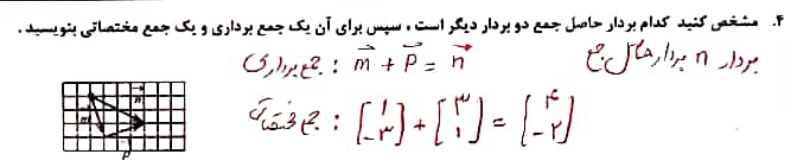 ۴. مشخص کنید کدام بردار حاصل جمع دو بردار دیگر است ، سپس برای آن یک جمع برداری و یک جمع مختصاتی بنویسید .
بردار n بردار حاصل جمع
جمع برداری : m + P = n
جمع مختصاتی : [۱ -۳] + [۳ ۱] = [۴ -۲]
n
m
P